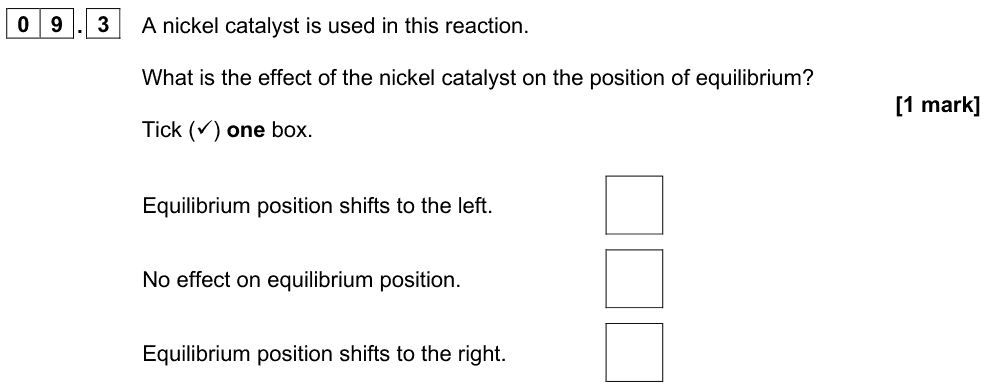 0 9 . 3 A nickel catalyst is used in this reaction.
What is the effect of the nickel catalyst on the position of equilibrium?
[1 mark]
Tick (✓) one box.
Equilibrium position shifts to the left.
No effect on equilibrium position.
Equilibrium position shifts to the right.